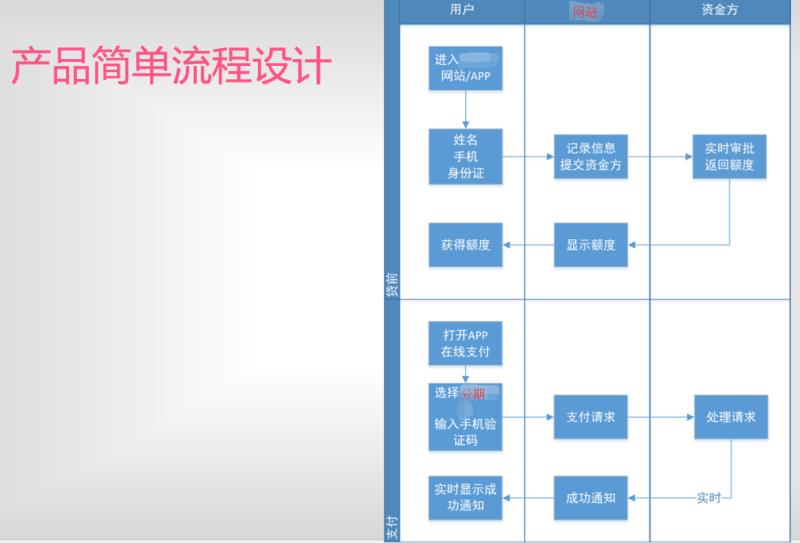 产品简单流程设计
用户
网站
资金方
进入
网站/APP
姓名
手机
身份证
记录信息
提交资金方
实时审批
返回额度
获得额度
显示额度
贷前
打开APP
在线支付
选择分期
输入手机验
证码
支付请求
处理请求
实时显示成
功通知
成功通知
实时
支付